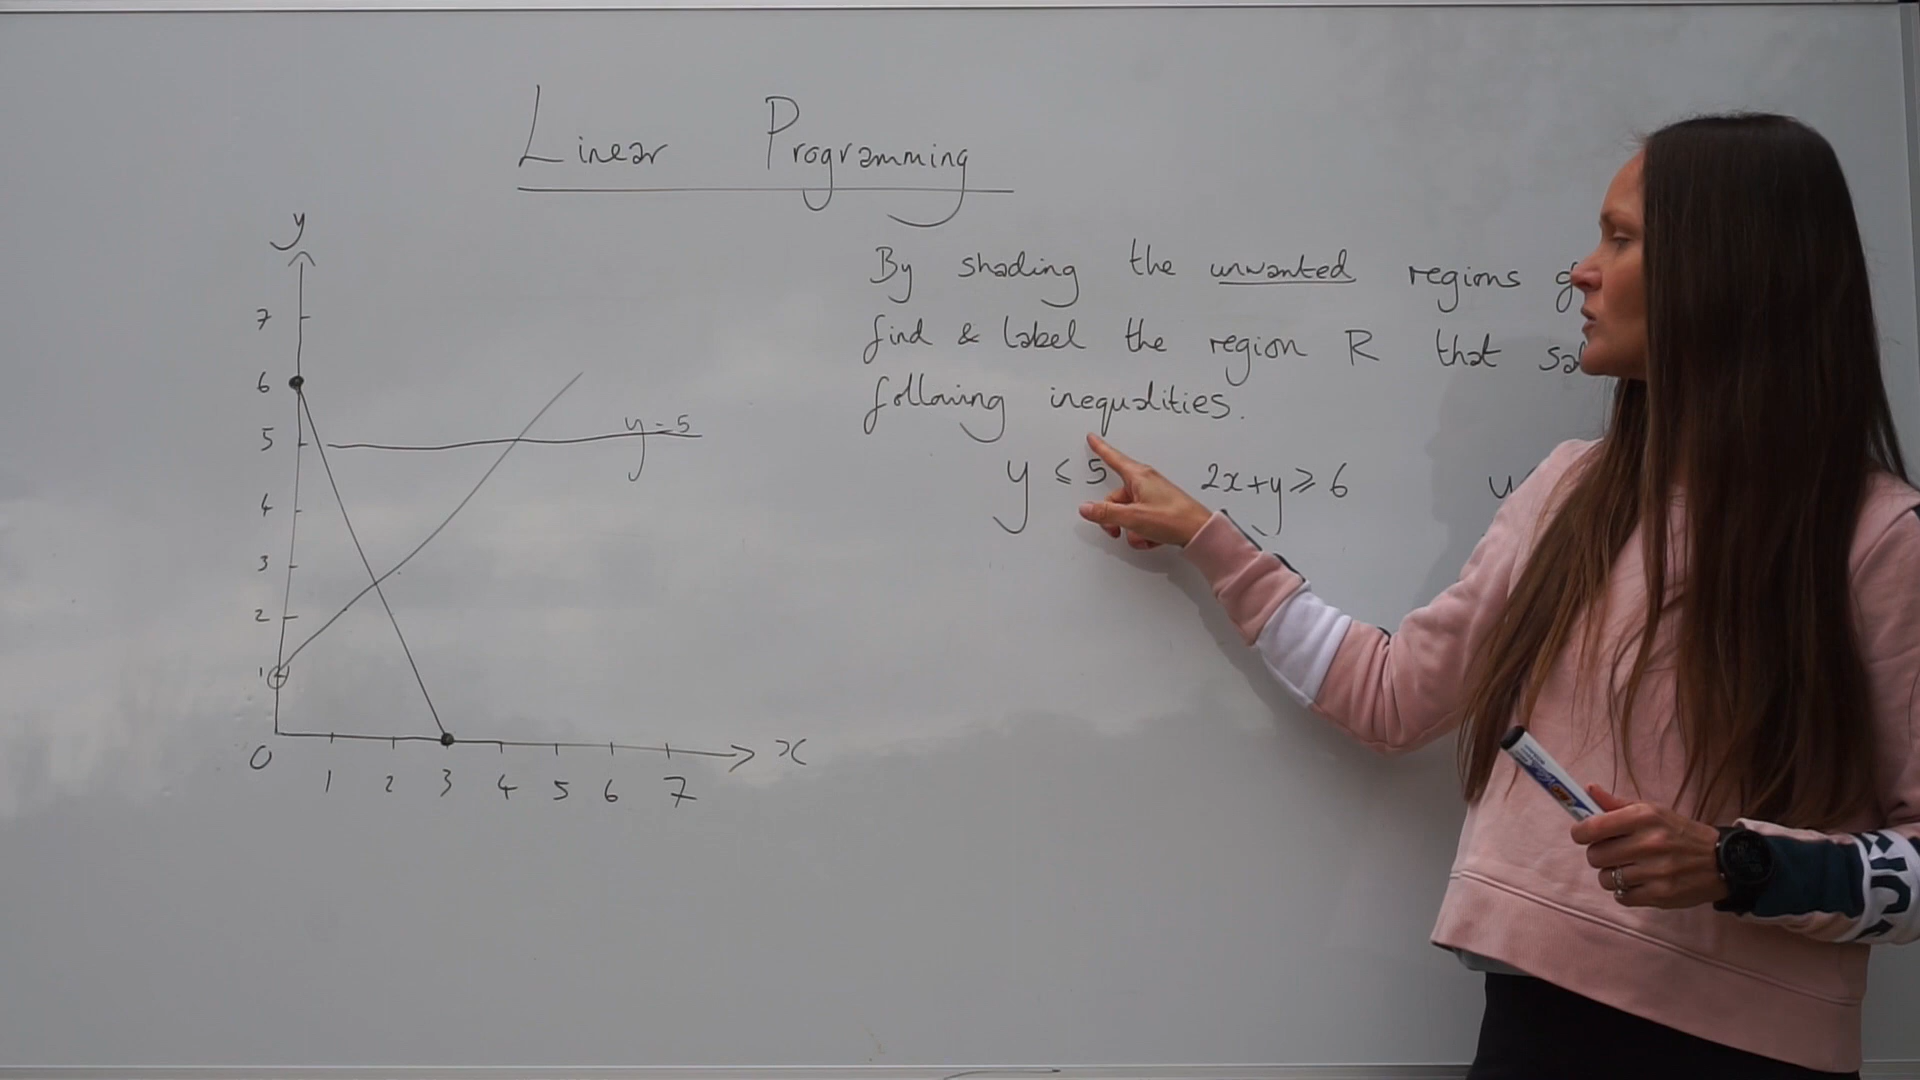 Linear Programming
By shading the unwanted regions
find & label the region R that
following inequalities.
y ≤ 5 2x+y ≥ 6 y
y
7
6
5
4
3
2
1
0
1 2 3 4 5 6 7
x
y = 5